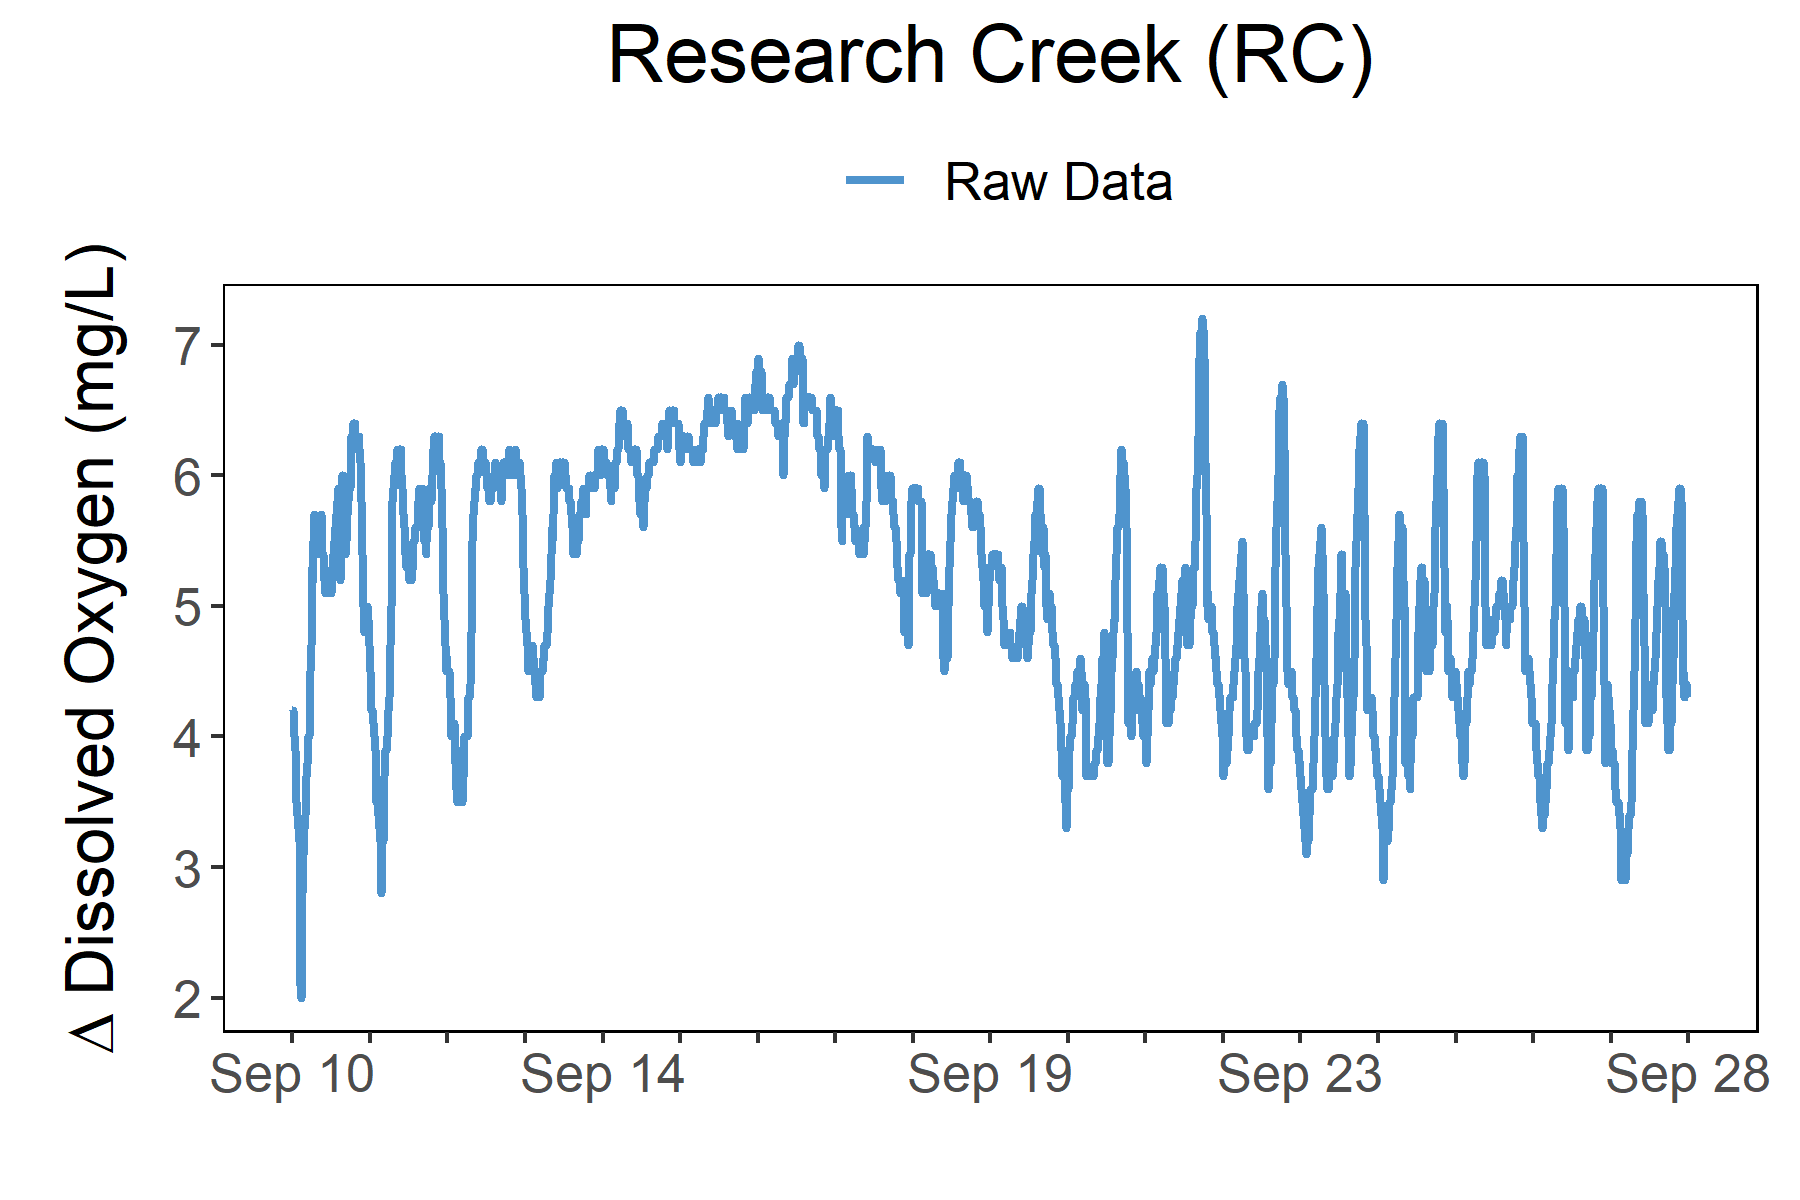 Research Creek (RC)
Raw Data
Δ Dissolved Oxygen (mg/L)
7
6
5
4
3
2
Sep 10 Sep 14 Sep 19 Sep 23 Sep 28